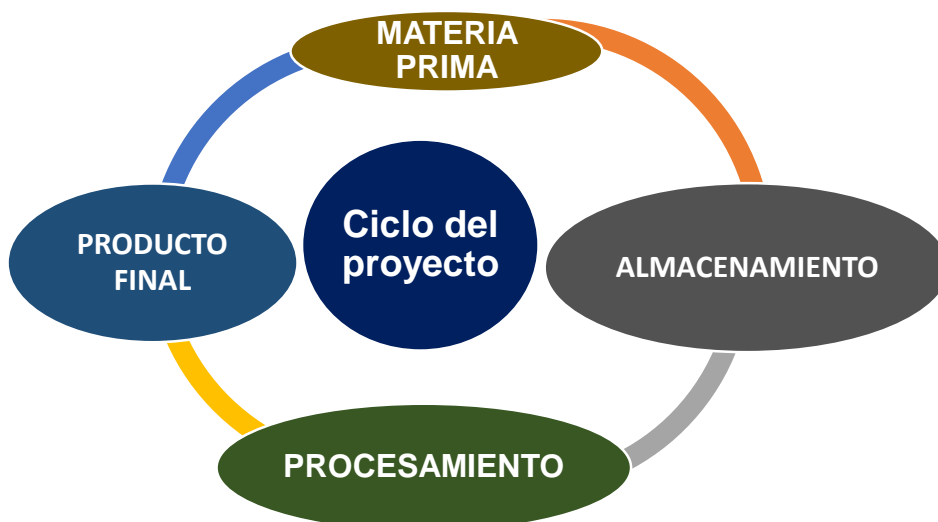 MATERIA
PRIMA
Ciclo del
proyecto
PRODUCTO
FINAL
ALMACENAMIENTO
PROCESAMIENTO